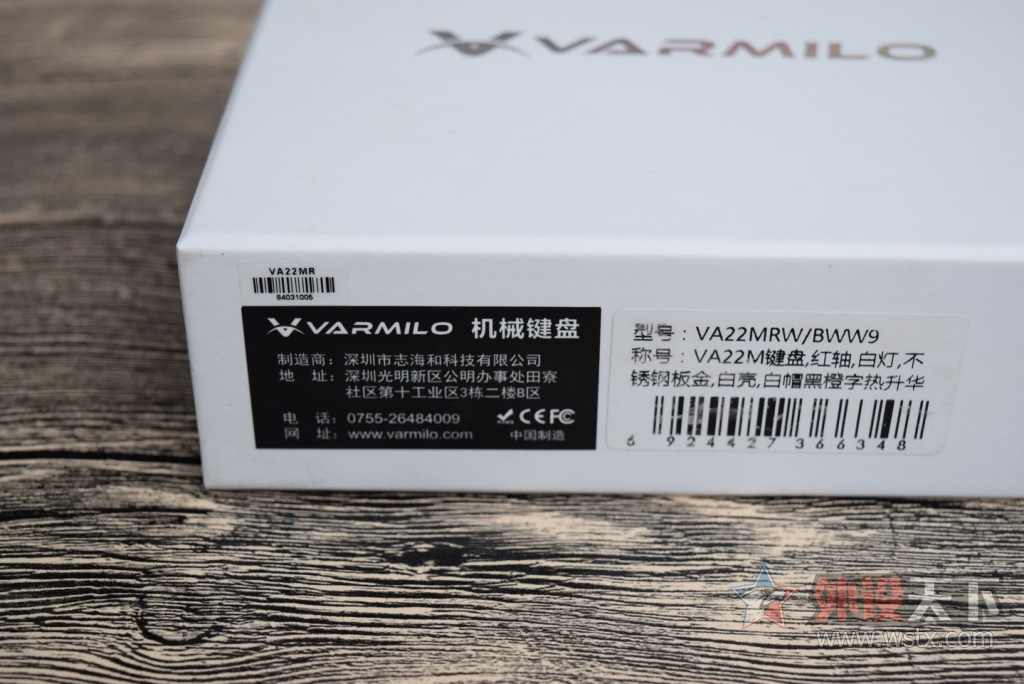 VARMILO
VA22MR
84031005
VARMILO 机械键盘
制造商：深圳市志海和科技有限公司
地　址：深圳光明新区公明办事处田寮
社区第十工业区3栋二楼B区
电　话：0755-26484009
网　址：www.varmilo.com
CE FC
中国制造
型号：VA22MRW/BWW9
称号：VA22M键盘,红轴,白灯,不
锈钢板金,白亮,白帽黑橙字热升华
6 924427 366348
外设天下
www.wstx.com